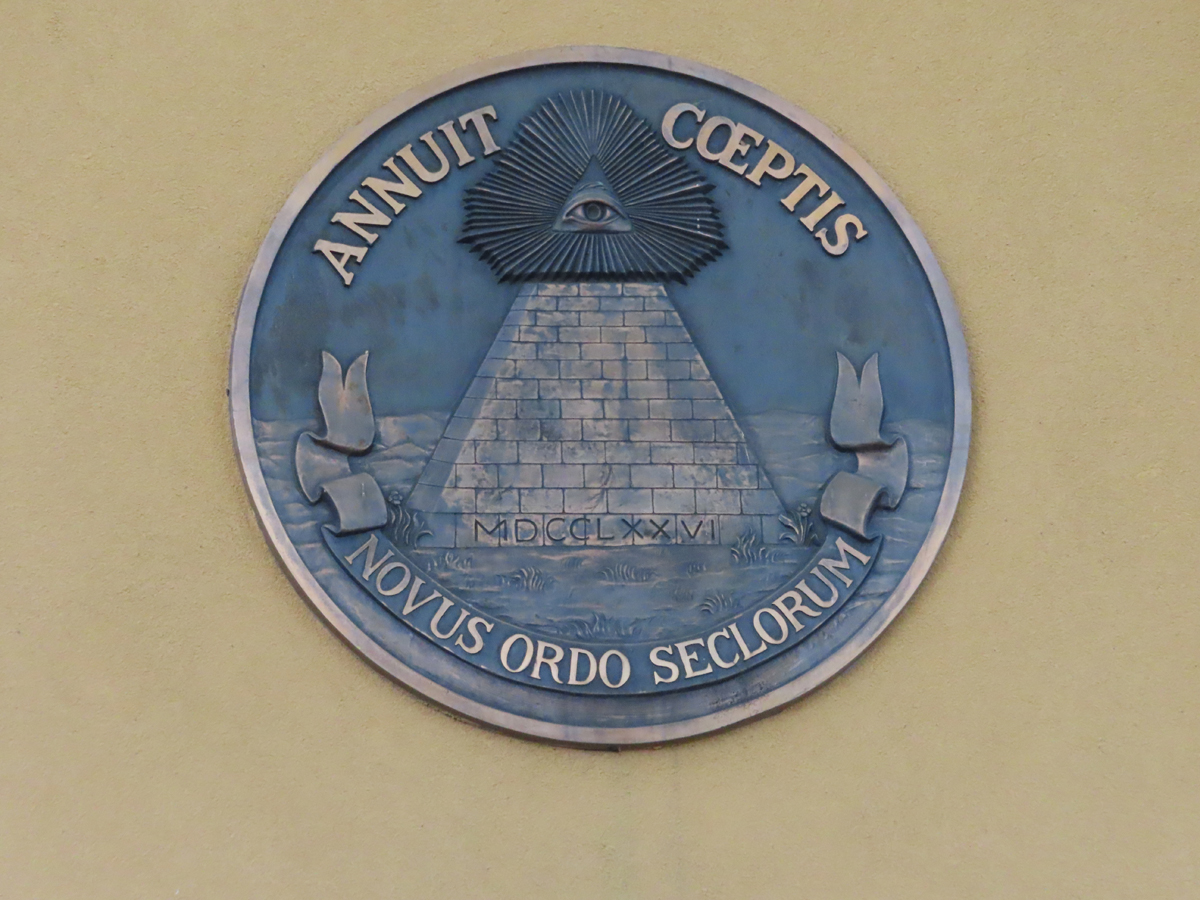 ANNUIT CŒPTIS
MDCCLXXVI
NOVUS ORDO SECLORUM